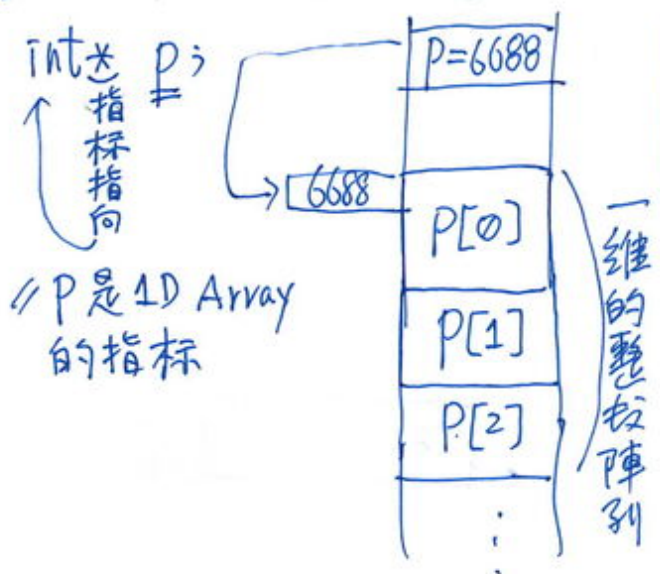 int* p;
指标指向
//P是1D Array
的指标
P=6688
6688
P[0]
P[1]
P[2]
⋮
一维的整数陣列